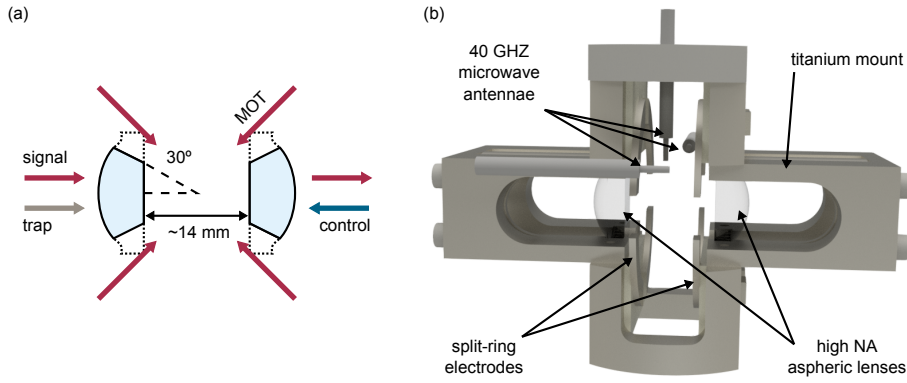 (a)
MOT
30º
signal
trap
~14 mm
control
(b)
40 GHZ
microwave
antennae
titanium mount
split-ring
electrodes
high NA
aspheric lenses